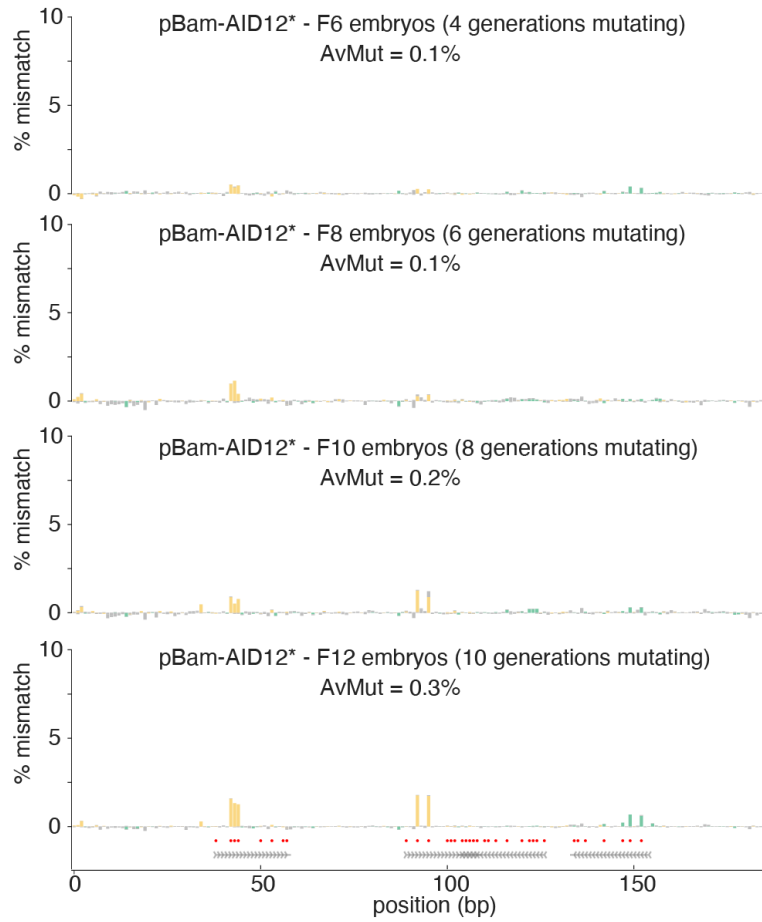 10
pBam-AID12* - F6 embryos (4 generations mutating)
AvMut = 0.1%
% mismatch
5
0
10
pBam-AID12* - F8 embryos (6 generations mutating)
AvMut = 0.1%
% mismatch
5
0
10
pBam-AID12* - F10 embryos (8 generations mutating)
AvMut = 0.2%
% mismatch
5
0
10
pBam-AID12* - F12 embryos (10 generations mutating)
AvMut = 0.3%
% mismatch
5
0
0 50 100 150
position (bp)